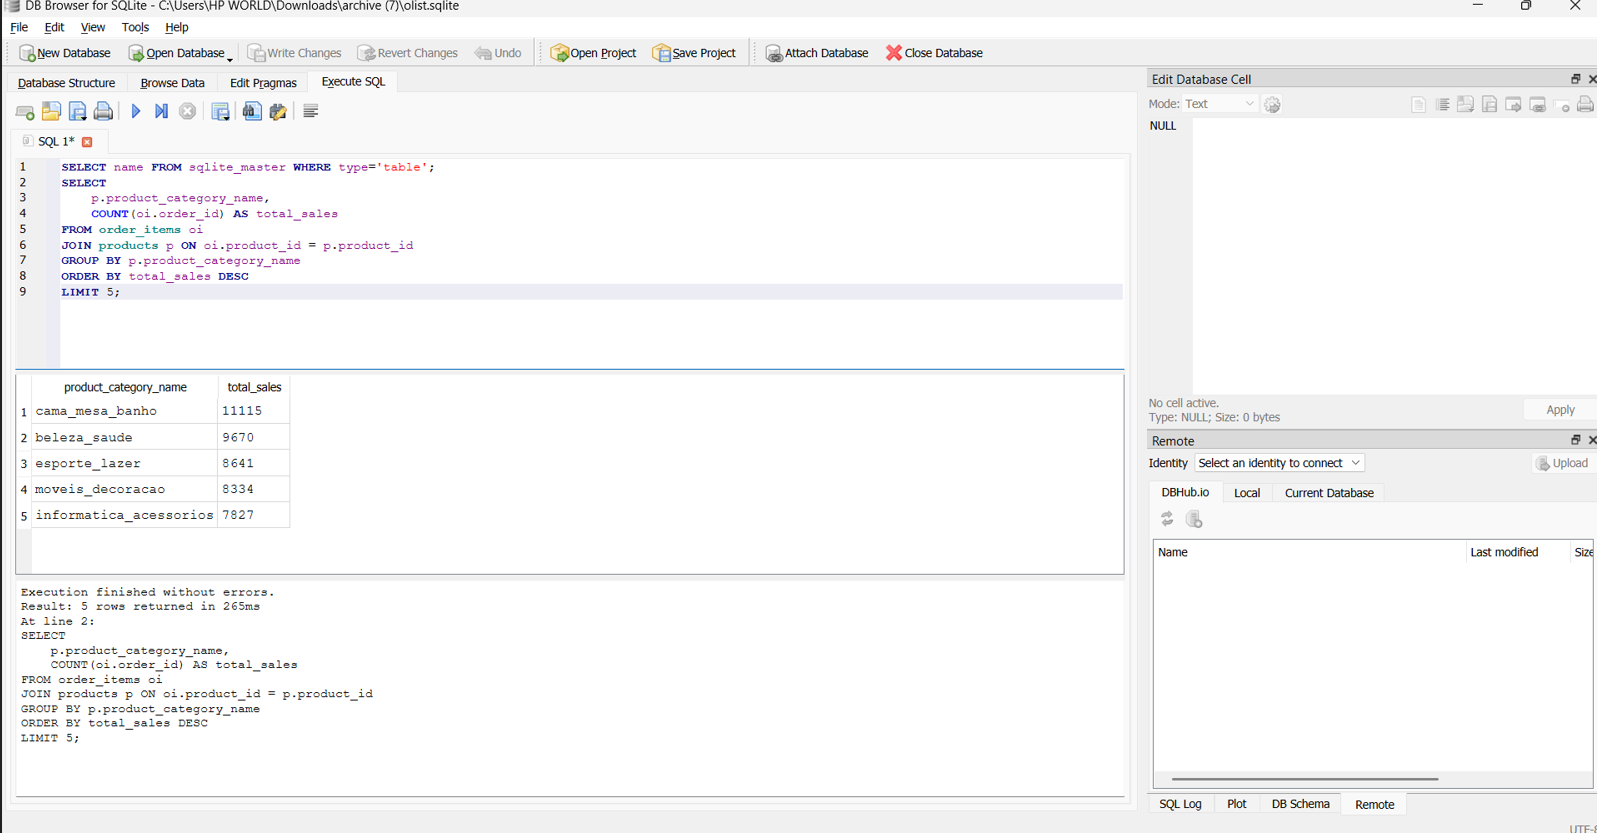 DB Browser for SQLite - C:\Users\HP WORLD\Downloads\archive (7)\olist.sqlite
File Edit View Tools Help
New Database Open Database Write Changes Revert Changes Undo Open Project Save Project Attach Database Close Database
Database Structure Browse Data Edit Pragmas Execute SQL
SQL 1*
1 SELECT name FROM sqlite_master WHERE type='table';
2 SELECT
3 p.product_category_name,
4 COUNT(oi.order_id) AS total_sales
5 FROM order_items oi
6 JOIN products p ON oi.product_id = p.product_id
7 GROUP BY p.product_category_name
8 ORDER BY total_sales DESC
9 LIMIT 5;
product_category_name total_sales
1 cama_mesa_banho 11115
2 beleza_saude 9670
3 esporte_lazer 8641
4 moveis_decoracao 8334
5 informatica_acessorios 7827
Execution finished without errors.
Result: 5 rows returned in 265ms
At line 2:
SELECT
p.product_category_name,
COUNT(oi.order_id) AS total_sales
FROM order_items oi
JOIN products p ON oi.product_id = p.product_id
GROUP BY p.product_category_name
ORDER BY total_sales DESC
LIMIT 5;
Edit Database Cell
Mode: Text
NULL
No cell active.
Type: NULL; Size: 0 bytes
Apply
Remote
Identity Select an identity to connect Upload
DBHub.io Local Current Database
Name Last modified Size
SQL Log Plot DB Schema Remote
UTF-8